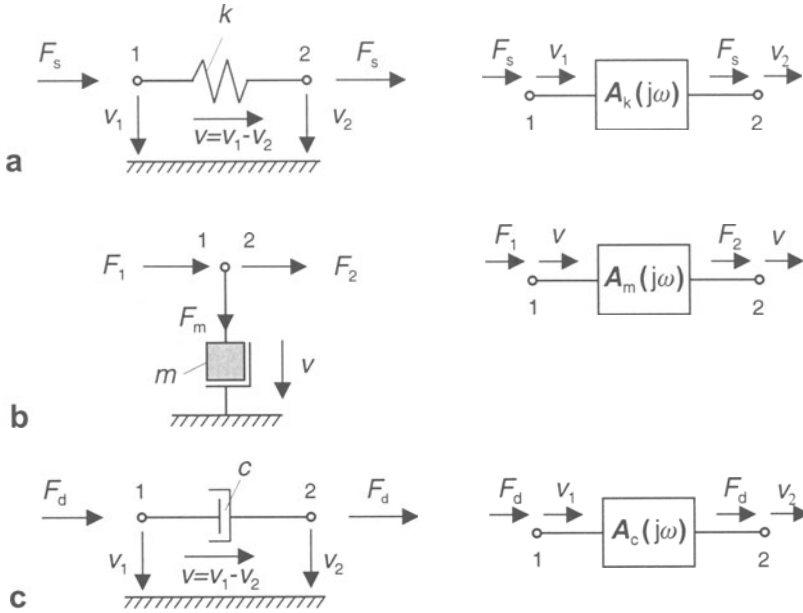 k
F_s 1 2 F_s
v_1 v=v_1-v_2 v_2
a
F_s v_1 A_k(jω) F_s v_2
1 2
1 2
F_1 F_2
F_m
m v
b
F_1 v A_m(jω) F_2 v
1 2
c
F_d 1 2 F_d
v_1 v=v_1-v_2 v_2
c
F_d v_1 A_c(jω) F_d v_2
1 2